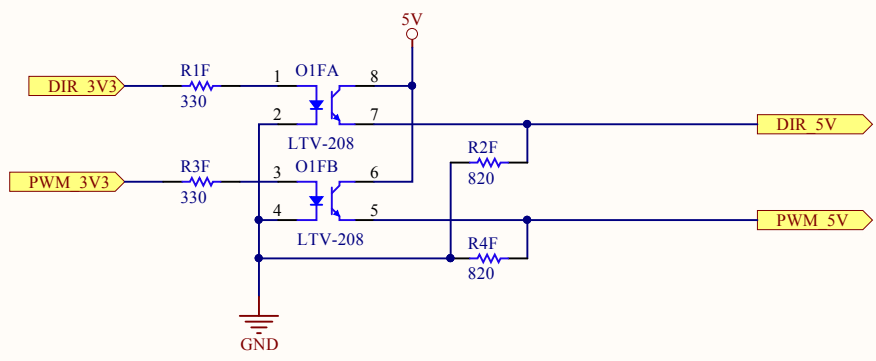 5V
R1F
1
O1FA
8
DIR_3V3
330
2
7
LTV-208
DIR_5V
R2F
R3F
3
O1FB
6
820
PWM_3V3
330
4
5
PWM_5V
LTV-208
R4F
820
GND